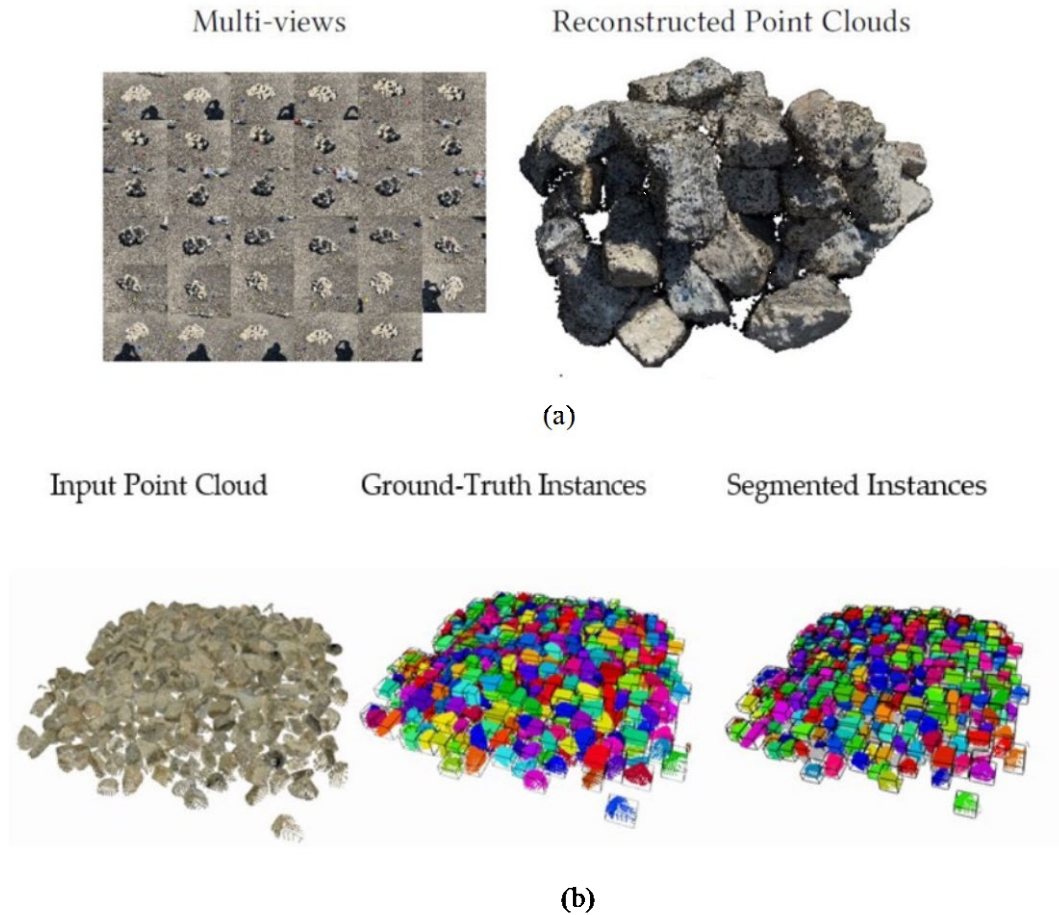 Multi-views
Reconstructed Point Clouds
(a)
Input Point Cloud
Ground-Truth Instances
Segmented Instances
(b)